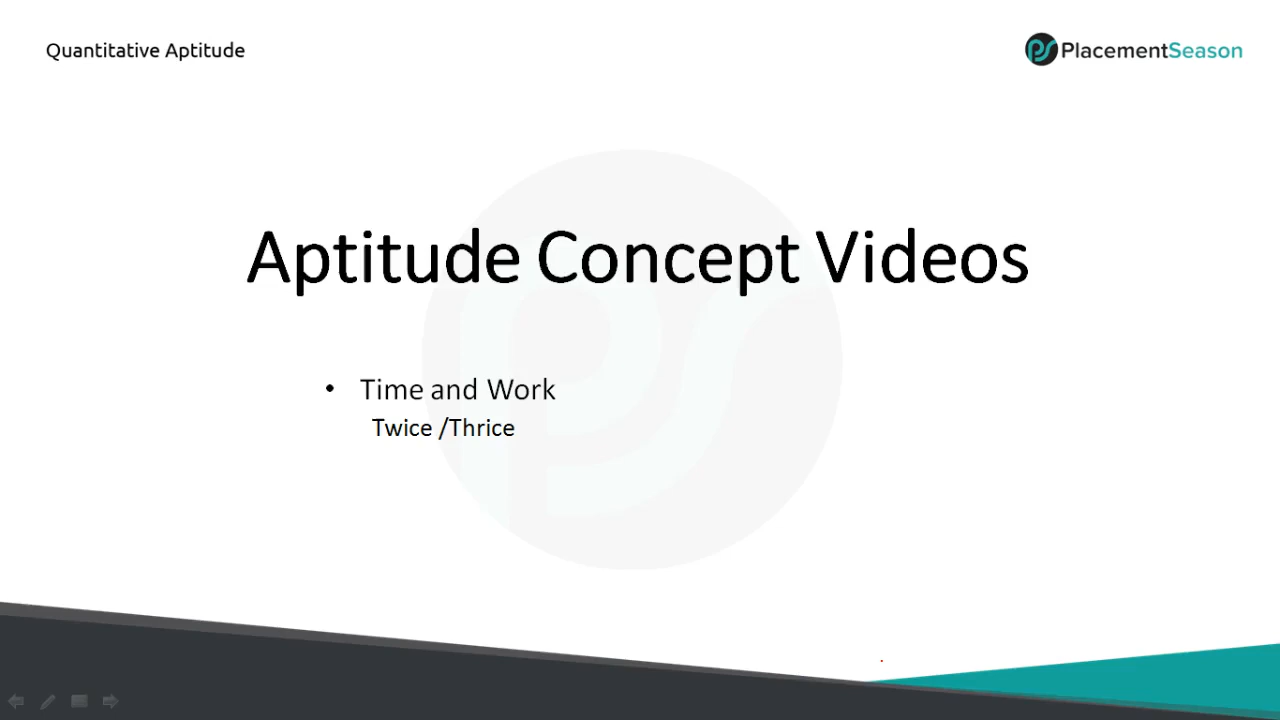 Quantitative Aptitude
PlacementSeason
Aptitude Concept Videos
• Time and Work
Twice /Thrice